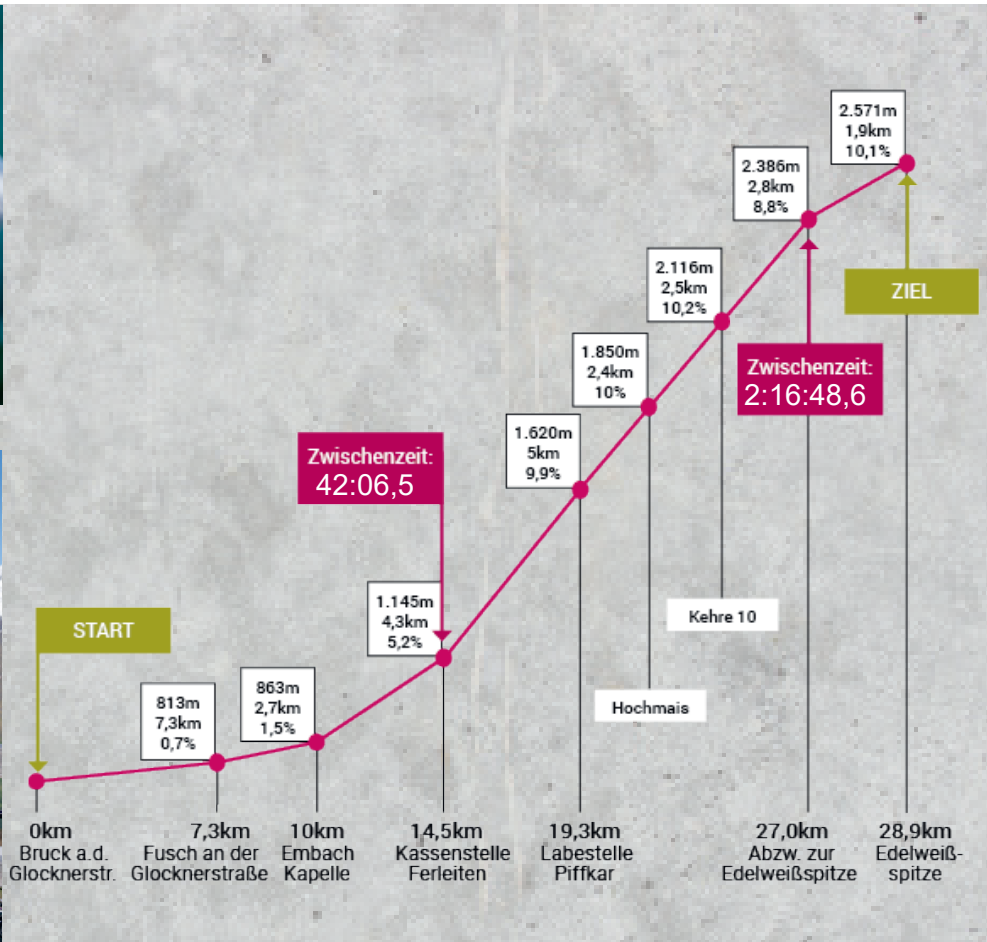 2.571m
1,9km
10,1%
2.386m
2,8km
8,8%
2.116m
2,5km
10,2%
ZIEL
1.850m
2,4km
10%
Zwischenzeit:
2:16:48,6
1.620m
5km
9,9%
Zwischenzeit:
42:06,5
1.145m
4,3km
5,2%
Kehre 10
START
863m
2,7km
1,5%
813m
7,3km
0,7%
Hochmais
0km
Bruck a.d.
Glocknerstr.
7,3km
Fusch an der
Glocknerstraße
10km
Embach
Kapelle
14,5km
Kassenstelle
Ferleiten
19,3km
Labestelle
Piffkar
27,0km
Abzw. zur
Edelweißspitze
28,9km
Edelweiß-
spitze